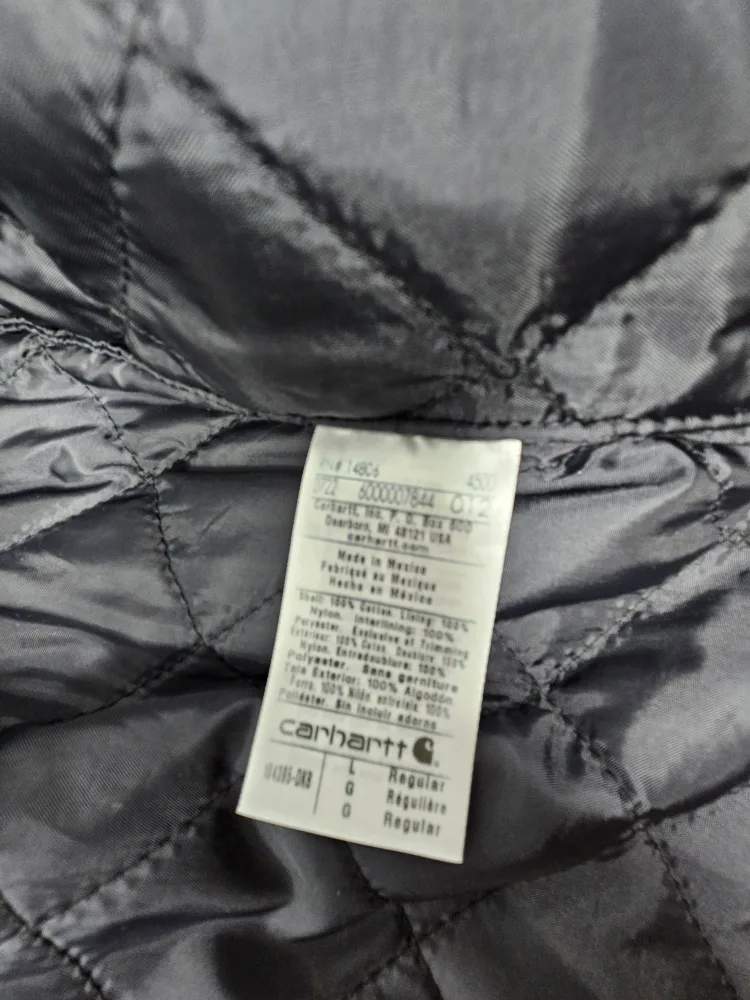 RN# 14806 4500
0722 6000007844 012
Carhartt, Inc. P. O. Box 600
Dearborn, MI 48121 USA
carhartt.com
Made in Mexico
Fabriqué au Mexique
Hecho en México
Shell: 100% Cotton. Lining: 100%
Nylon. Interlining: 100%
Polyester. Exclusive of Trimming
Extérieur: 100% Coton. Doublure: 100%
Nylon. Entredoublure: 100%
Polyester. Sans garniture
Tela Exterior: 100% Algodón.
Forro: 100% Nilón entretela: 100%
Poliéster. Sin incluir adorno
carhartt
L Regular
G Régulière
G Regular